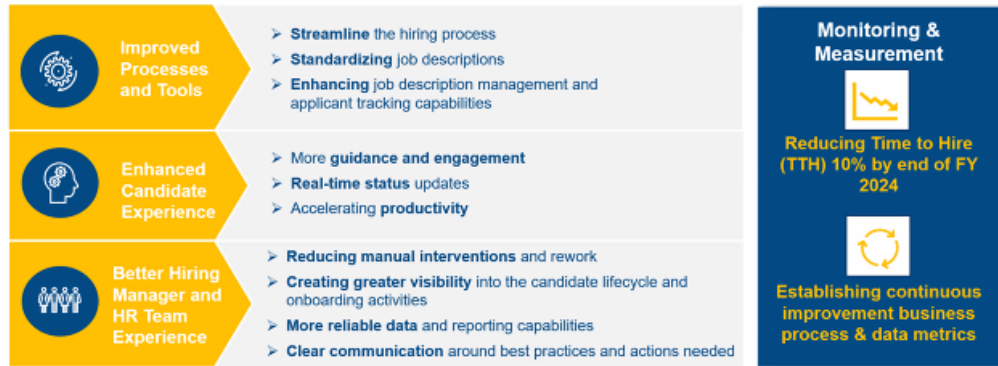 Improved
Processes
and Tools
➢ Streamline the hiring process
➢ Standardizing job descriptions
➢ Enhancing job description management and
applicant tracking capabilities
Enhanced
Candidate
Experience
➢ More guidance and engagement
➢ Real-time status updates
➢ Accelerating productivity
Better Hiring
Manager and
HR Team
Experience
➢ Reducing manual interventions and rework
➢ Creating greater visibility into the candidate lifecycle and
onboarding activities
➢ More reliable data and reporting capabilities
➢ Clear communication around best practices and actions needed
Monitoring &
Measurement
Reducing Time to Hire
(TTH) 10% by end of FY
2024
Establishing continuous
improvement business
process & data metrics